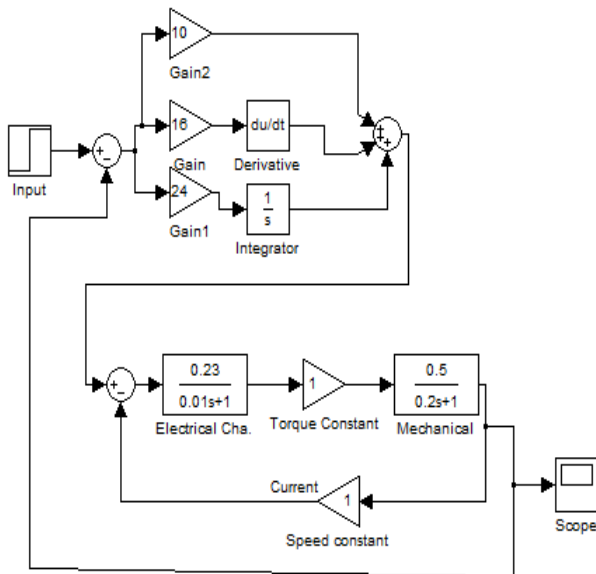 10
Gain2
+
+
+
16
Gain
du/dt
Derivative
+
−
Input
24
Gain1
1
s
Integrator
+
−
0.23
0.01s+1
Electrical Cha.
1
Torque Constant
0.5
0.2s+1
Mechanical
Current
1
Speed constant
Scope